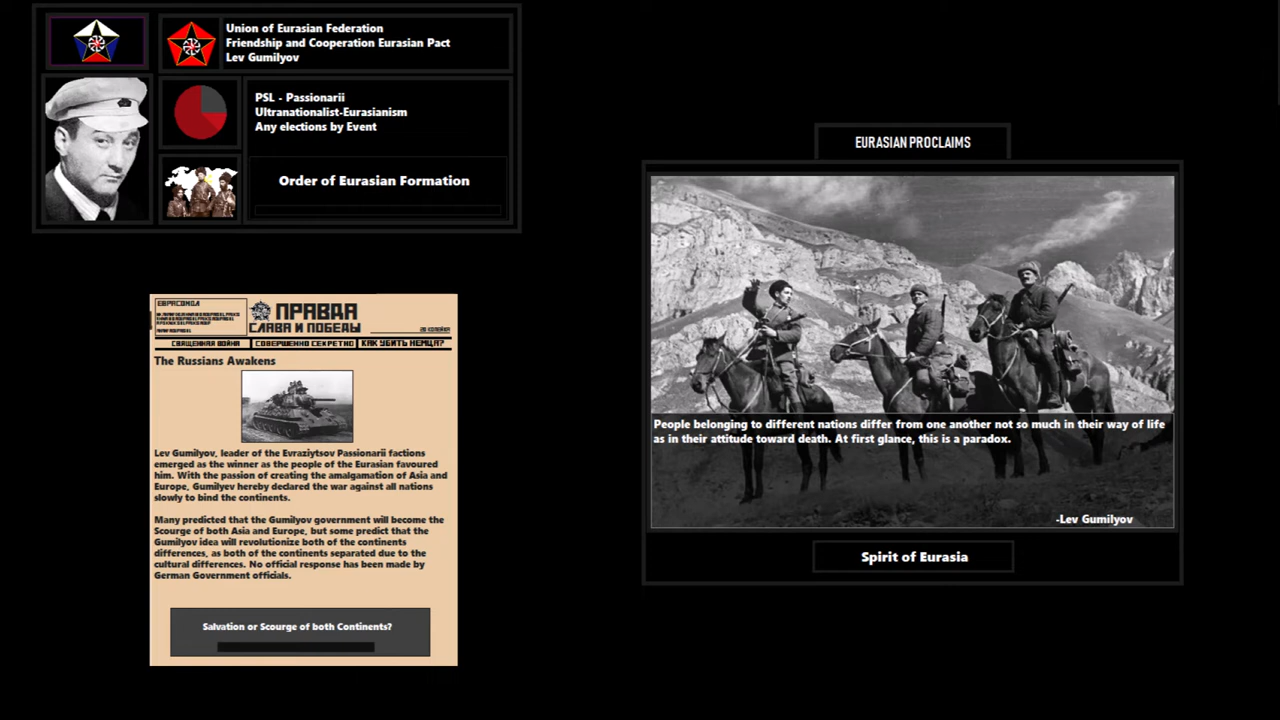 Union of Eurasian Federation
Friendship and Cooperation Eurasian Pact
Lev Gumilyov
PSL - Passionarii
Ultranationalist-Eurasianism
Any elections by Event
Order of Eurasian Formation
ПРАВДА
СЛАВА И ПОБЕДЫ
20 КОПЕЙКА
СВЯЩЕННАЯ ВОЙНА
СОВЕРШЕННО СЕКРЕТНО
КАК УБИТЬ НЕМЦА?
The Russians Awakens
Lev Gumilyov, leader of the Evraziytsov Passionarii factions
emerged as the winner as the people of the Eurasian favoured
him. With the passion of creating the amalgamation of Asia and
Europe, Gumilyov hereby declared the war against all nations
slowly to bind the continents.
Many predicted that the Gumilyov government will become the
Scourge of both Asia and Europe, but some predict that the
Gumilyov idea will revolutionize both of the continents
differences, as both of the continents separated due to the
cultural differences. No official response has been made by
German Government officials.
Salvation or Scourge of both Continents?
EURASIAN PROCLAIMS
People belonging to different nations differ from one another not so much in their way of life
as in their attitude toward death. At first glance, this is a paradox.
-Lev Gumilyov
Spirit of Eurasia